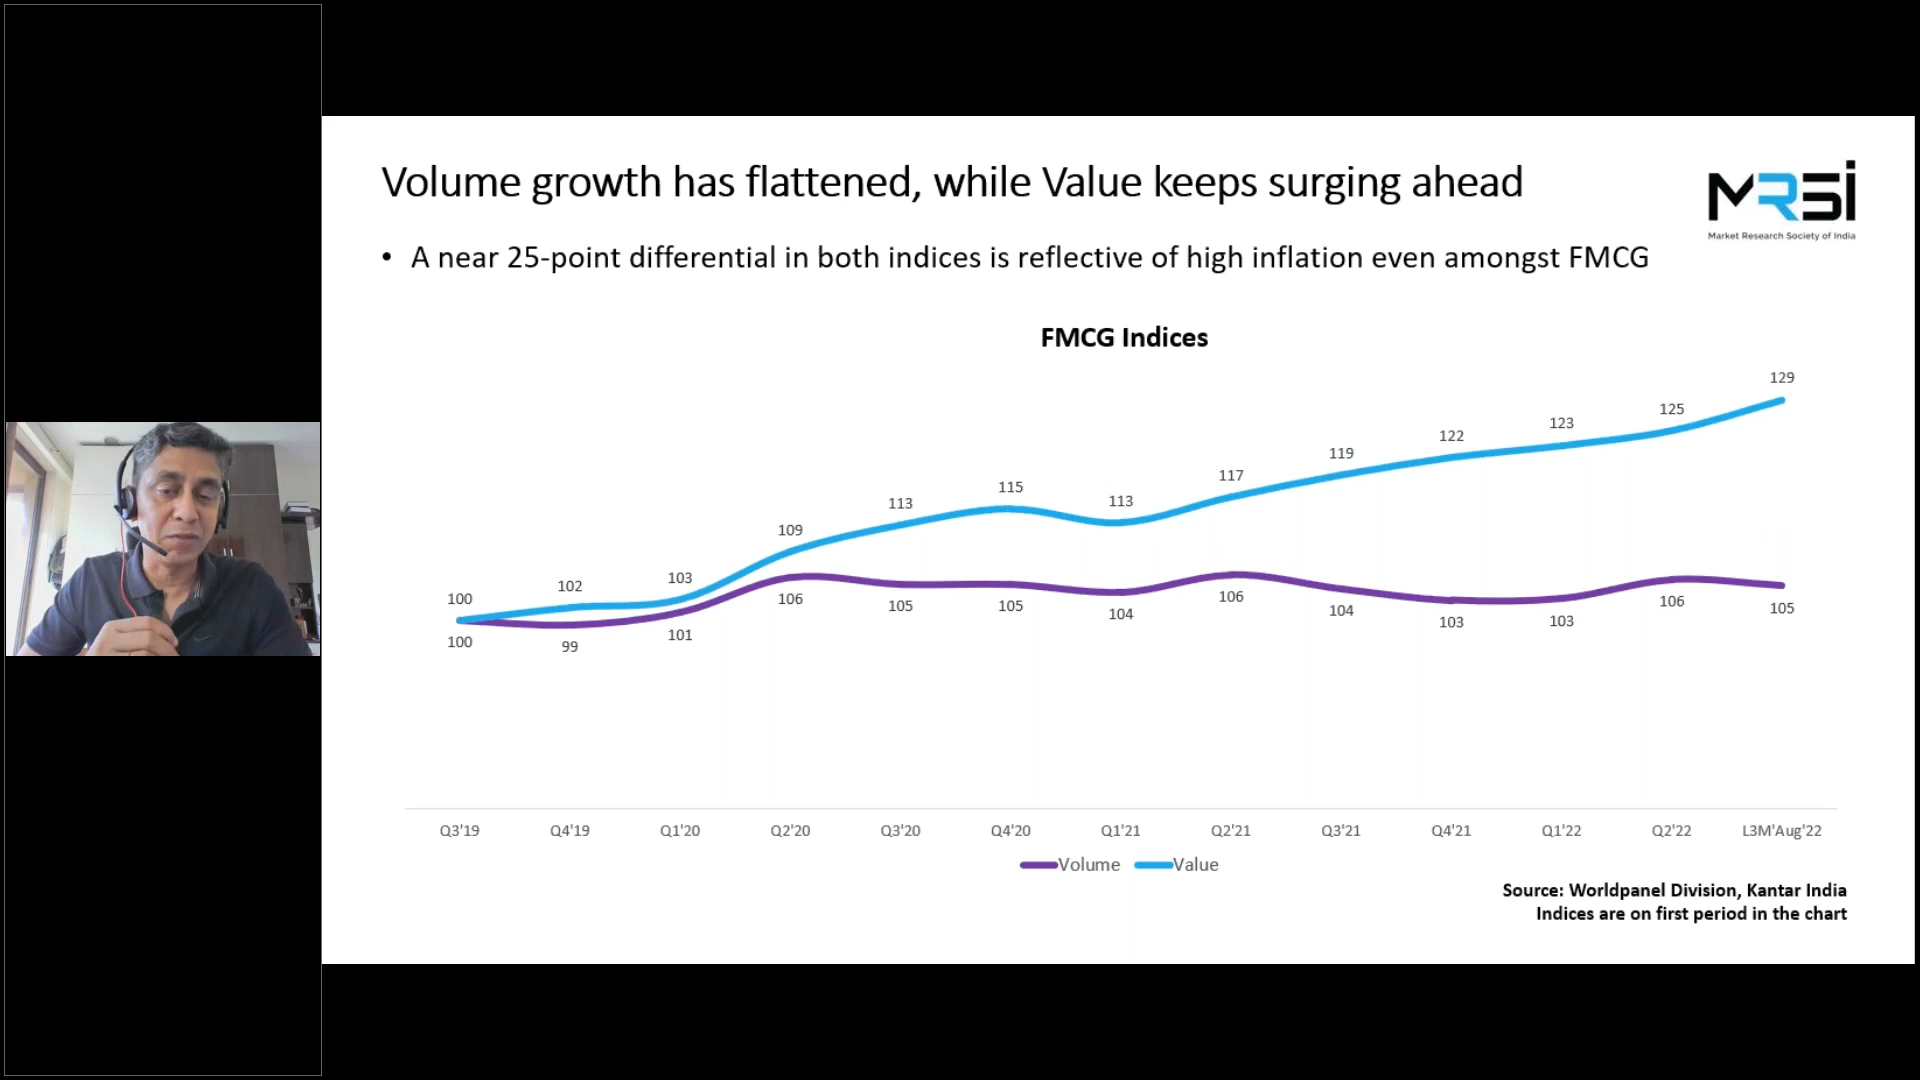 Volume growth has flattened, while Value keeps surging ahead
MRSI
Market Research Society of India
• A near 25-point differential in both indices is reflective of high inflation even amongst FMCG
FMCG Indices
100 102 103 109 113 115 113 117 119 122 123 125 129
100 99 101 106 105 105 104 106 104 103 103 106 105
Q3'19 Q4'19 Q1'20 Q2'20 Q3'20 Q4'20 Q1'21 Q2'21 Q3'21 Q4'21 Q1'22 Q2'22 L3M'Aug'22
Volume Value
Source: Worldpanel Division, Kantar India
Indices are on first period in the chart